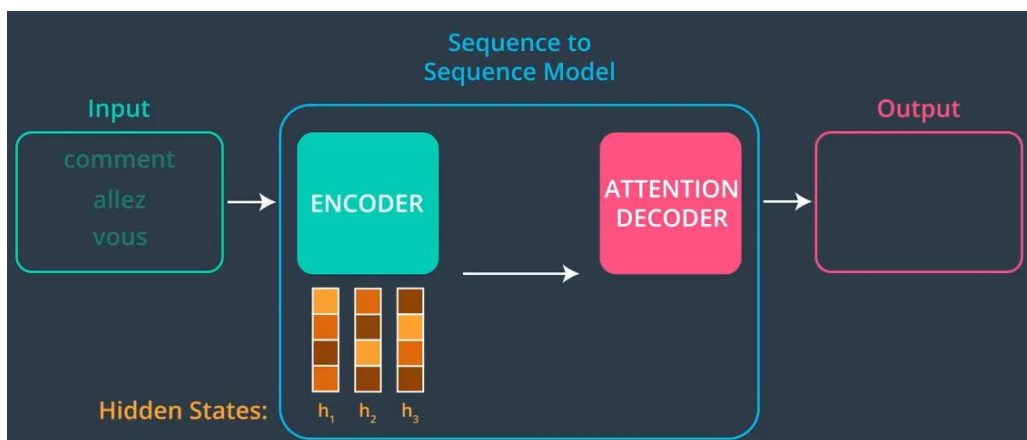 Sequence to
Sequence Model
Input
Output
comment
allez
vous
ENCODER
ATTENTION
DECODER
Hidden States:
h₁ h₂ h₃